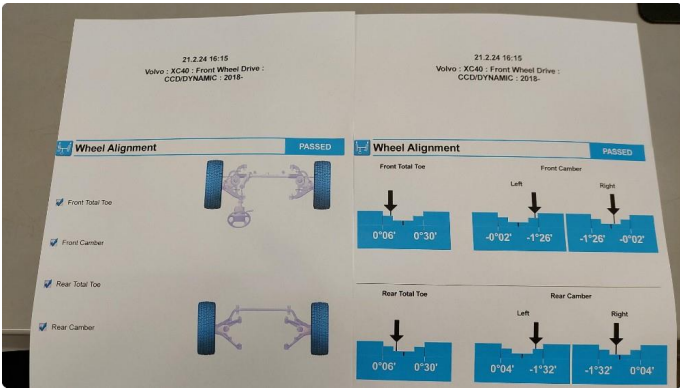 21.2.24 16:15
Volvo : XC40 : Front Wheel Drive :
CCD/DYNAMIC : 2018-
Wheel Alignment PASSED
Front Total Toe
Front Camber
Rear Total Toe
Rear Camber
21.2.24 16:15
Volvo : XC40 : Front Wheel Drive :
CCD/DYNAMIC : 2018-
Wheel Alignment PASSED
Front Total Toe Front Camber
Left Right
0°06' 0°30' -0°02' -1°26' -1°26' -0°02'
Rear Total Toe Rear Camber
Left Right
0°06' 0°30' 0°04' -1°32' -1°32' 0°04'